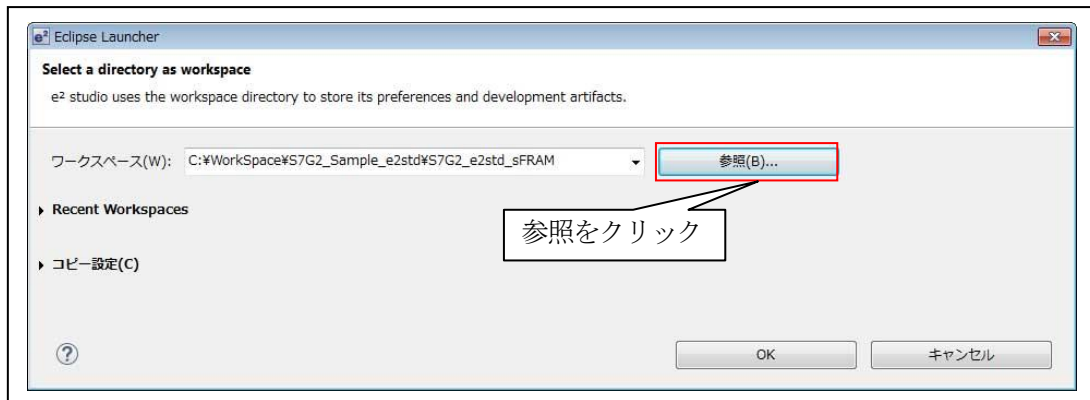 e² Eclipse Launcher
Select a directory as workspace
e² studio uses the workspace directory to store its preferences and development artifacts.
ワークスペース(W): C:¥WorkSpace¥S7G2_Sample_e2std¥S7G2_e2std_sFRAM 参照(B)...
Recent Workspaces
参照をクリック
コピー設定(C)
? OK キャンセル